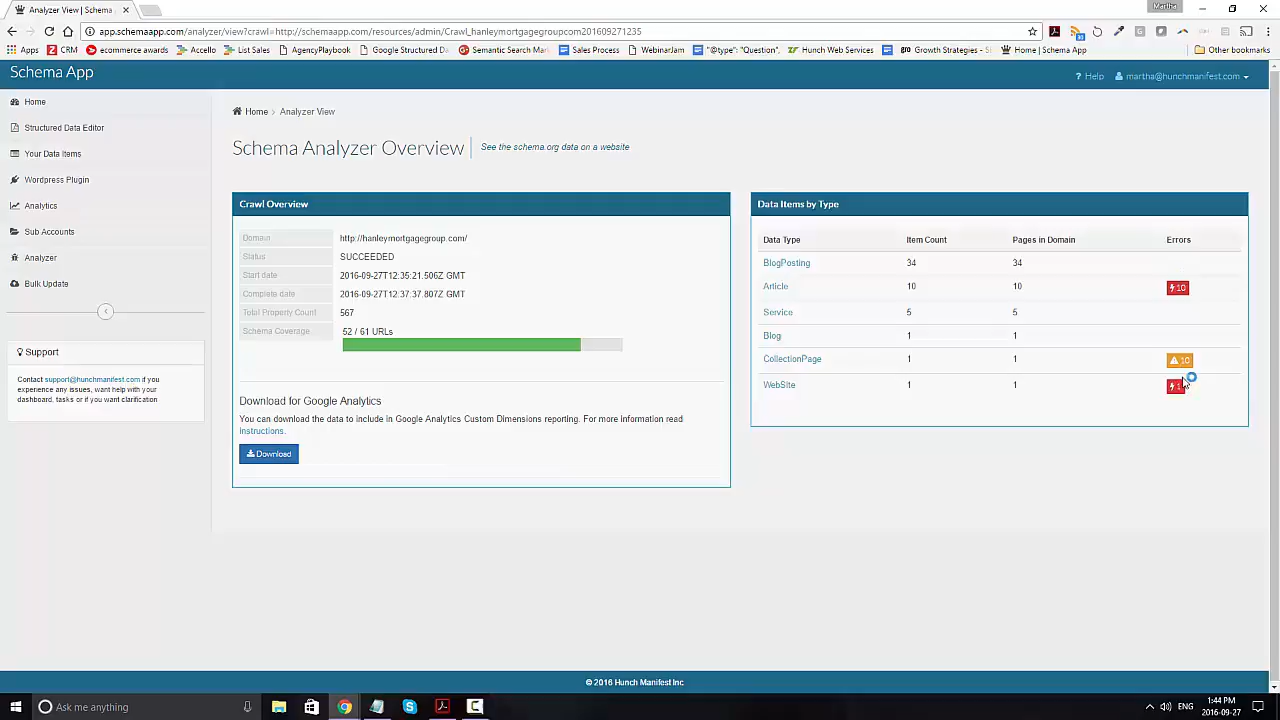 Martha
Analyzer View | Schema
app.schemaapp.com/analyzer/view?crawl=http://schemaapp.com/resources/admin/Crawl_hanleymortgagegroupcom201609271235
Apps CRM ecommerce awards Accello List Sales AgencyPlaybook Google Structured Da Semantic Search Mark Sales Process WebinarJam "@type": "Question", Hunch Web Services Growth Strategies - S Home | Schema App Other bookmarks
Schema App
? Help martha@hunchmanifest.com
Home
Structured Data Editor
Your Data Items
Wordpress Plugin
Analytics
Sub Accounts
Analyzer
Bulk Update
Support
Contact support@hunchmanifest.com if you
experience any issues, want help with your
dashboard, tasks or if you want clarification
Home > Analyzer View
Schema Analyzer Overview See the schema.org data on a website
Crawl Overview
Domain http://hanleymortgagegroup.com/
Status SUCCEEDED
Start date 2016-09-27T12:35:21.506Z GMT
Complete date 2016-09-27T12:37:37.807Z GMT
Total Property Count 567
Schema Coverage 52 / 61 URLs
Download for Google Analytics
You can download the data to include in Google Analytics Custom Dimensions reporting. For more information read
instructions.
Download
Data Items by Type
Data Type Item Count Pages in Domain Errors
BlogPosting 34 34
Article 10 10 10
Service 5 5
Blog 1 1
CollectionPage 1 1 10
WebSite 1 1
© 2016 Hunch Manifest Inc
Ask me anything
ENG
1:44 PM
2016-09-27